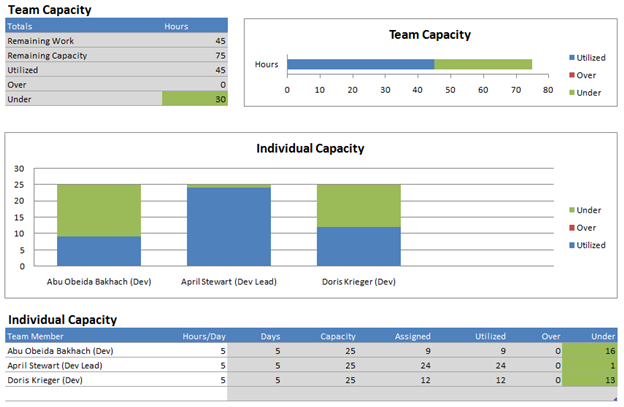 Team Capacity
Totals Hours
Remaining Work 45
Remaining Capacity 75
Utilized 45
Over 0
Under 30
Team Capacity
Hours
0 10 20 30 40 50 60 70 80
Utilized
Over
Under
Individual Capacity
30
25
20
15
10
5
0
Abu Obeida Bakhach (Dev) April Stewart (Dev Lead) Doris Krieger (Dev)
Under
Over
Utilized
Individual Capacity
Team Member Hours/Day Days Capacity Assigned Utilized Over Under
Abu Obeida Bakhach (Dev) 5 5 25 9 9 0 16
April Stewart (Dev Lead) 5 5 25 24 24 0 1
Doris Krieger (Dev) 5 5 25 12 12 0 13